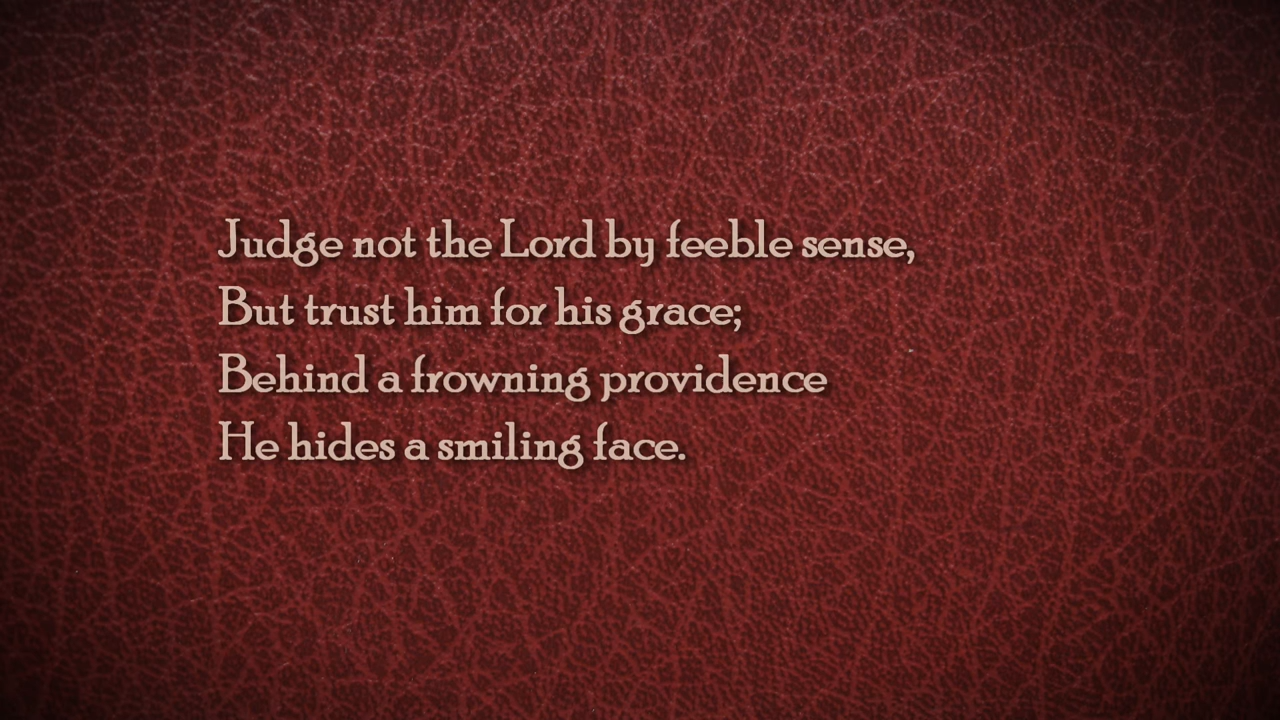 Judge not the Lord by feeble sense,
But trust him for his grace;
Behind a frowning providence
He hides a smiling face.